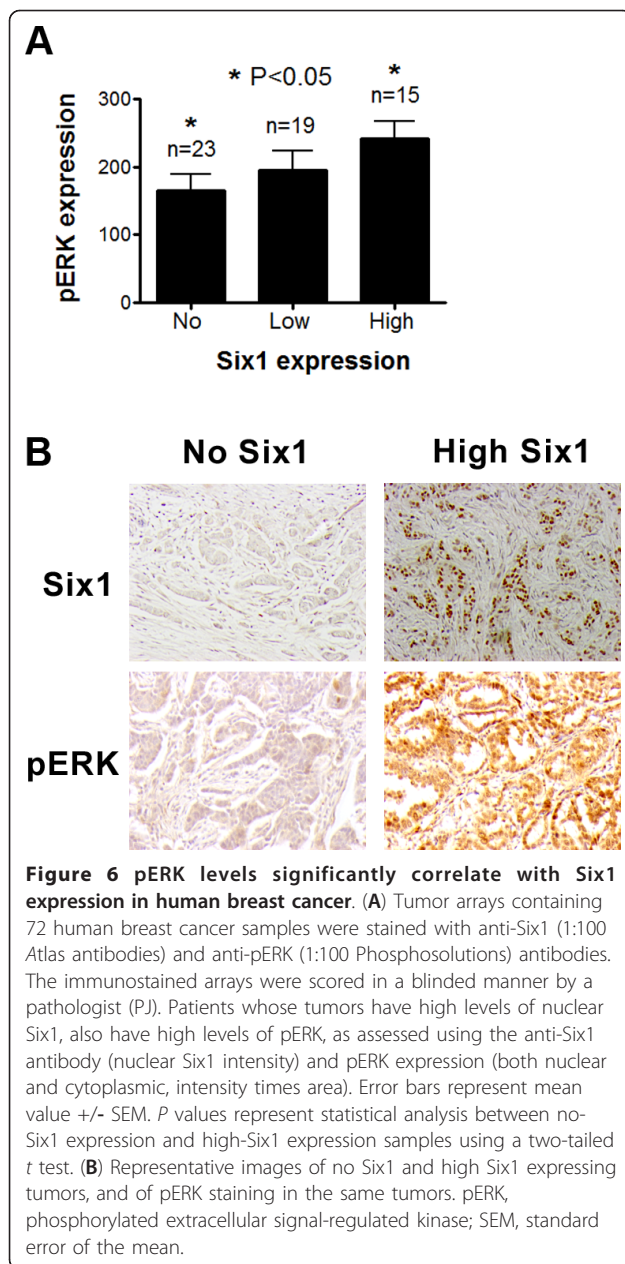 A
* P<0.05
*
n=15
n=19
*
n=23
300
200
100
0
pERK expression
No Low High
Six1 expression
B
No Six1 High Six1
Six1
pERK
Figure 6 pERK levels significantly correlate with Six1
expression in human breast cancer. (A) Tumor arrays containing
72 human breast cancer samples were stained with anti-Six1 (1:100
Atlas antibodies) and anti-pERK (1:100 Phosphosolutions) antibodies.
The immunostained arrays were scored in a blinded manner by a
pathologist (PJ). Patients whose tumors have high levels of nuclear
Six1, also have high levels of pERK, as assessed using the anti-Six1
antibody (nuclear Six1 intensity) and pERK expression (both nuclear
and cytoplasmic, intensity times area). Error bars represent mean
value +/- SEM. P values represent statistical analysis between no-
Six1 expression and high-Six1 expression samples using a two-tailed
t test. (B) Representative images of no Six1 and high Six1 expressing
tumors, and of pERK staining in the same tumors. pERK,
phosphorylated extracellular signal-regulated kinase; SEM, standard
error of the mean.